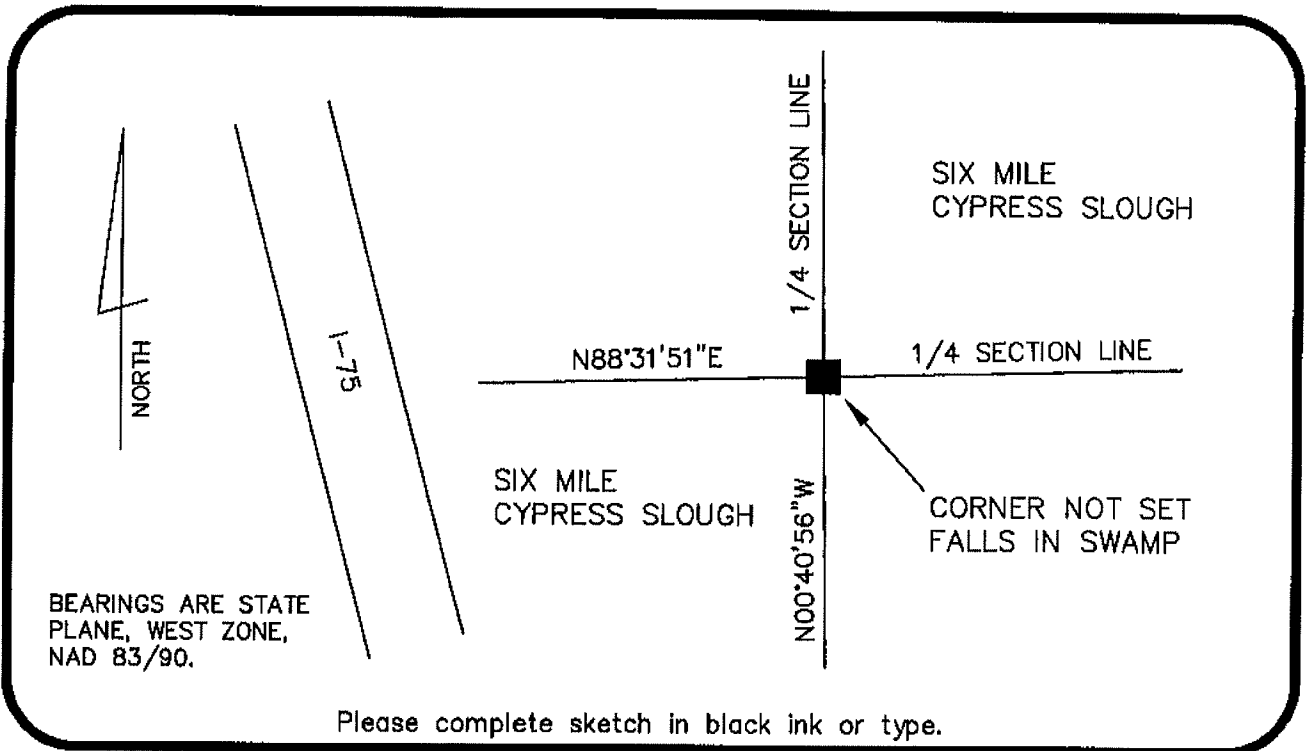 1/4 SECTION LINE
SIX MILE
CYPRESS SLOUGH
NORTH
I-75
N88°31'51"E
1/4 SECTION LINE
SIX MILE
CYPRESS SLOUGH
N00°40'56"W
CORNER NOT SET
FALLS IN SWAMP
BEARINGS ARE STATE
PLANE, WEST ZONE,
NAD 83/90.
Please complete sketch in black ink or type.